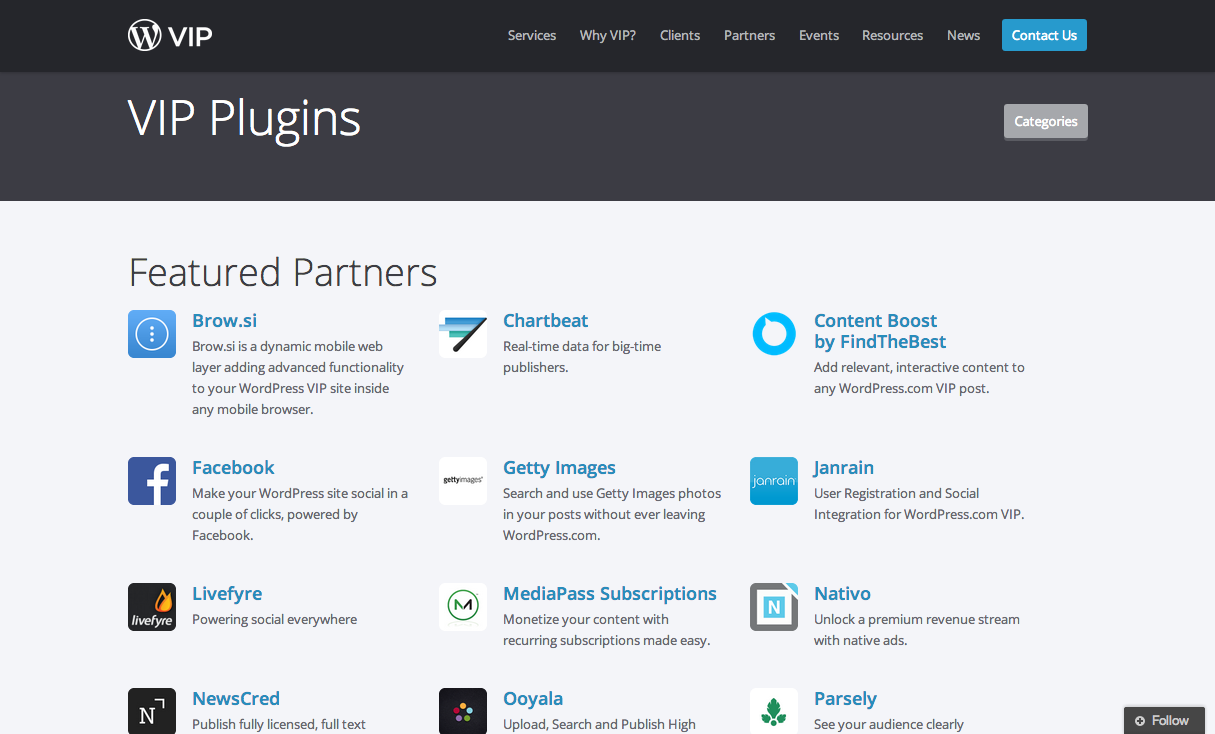 VIP
Services
Why VIP?
Clients
Partners
Events
Resources
News
Contact Us
VIP Plugins
Categories
Featured Partners
Brow.si
Brow.si is a dynamic mobile web
layer adding advanced functionality
to your WordPress VIP site inside
any mobile browser.
Chartbeat
Real-time data for big-time
publishers.
Content Boost
by FindTheBest
Add relevant, interactive content to
any WordPress.com VIP post.
Facebook
Make your WordPress site social in a
couple of clicks, powered by
Facebook.
gettyimages
Getty Images
Search and use Getty Images photos
in your posts without ever leaving
WordPress.com.
janrain
Janrain
User Registration and Social
Integration for WordPress.com VIP.
livefyre
Livefyre
Powering social everywhere
M
MediaPass Subscriptions
Monetize your content with
recurring subscriptions made easy.
N
Nativo
Unlock a premium revenue stream
with native ads.
N
NewsCred
Publish fully licensed, full text
Ooyala
Upload, Search and Publish High
Parsely
See your audience clearly
Follow